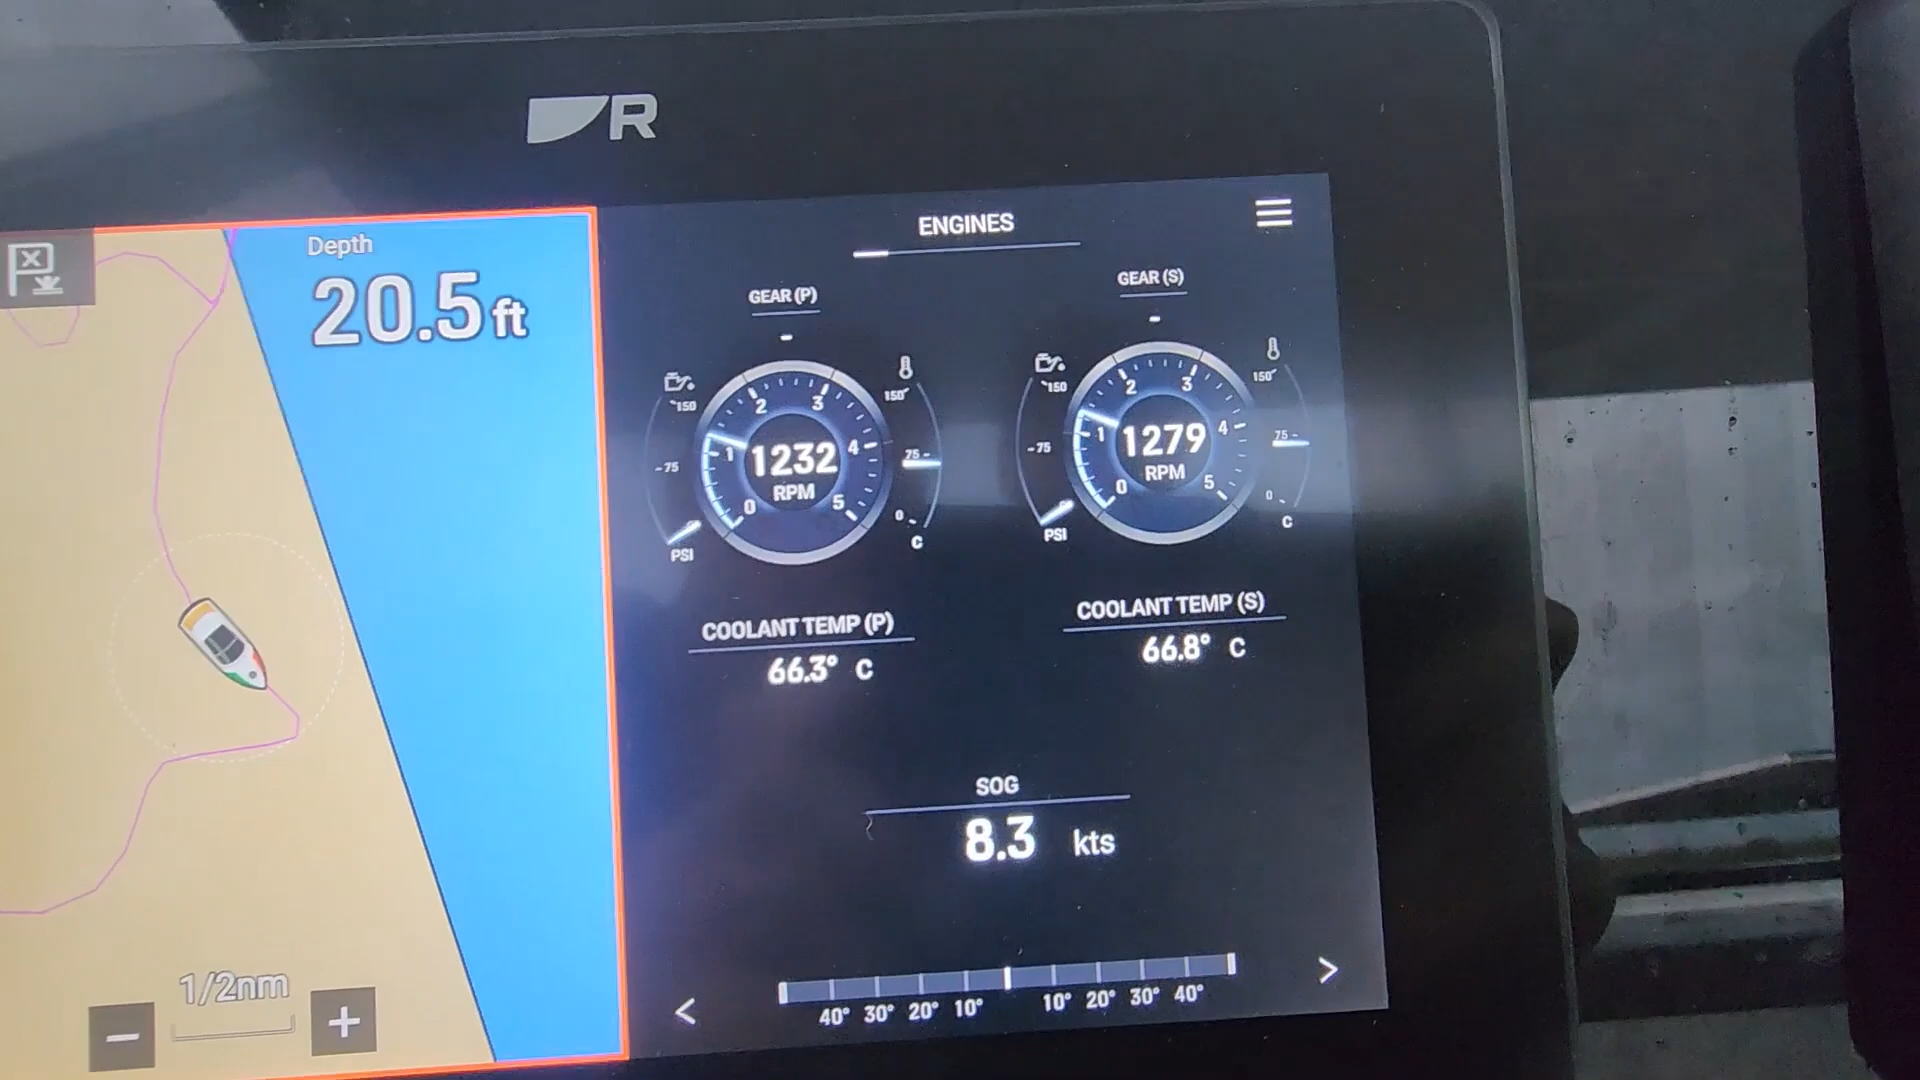 R
Depth
20.5 ft
1/2nm
ENGINES
GEAR (P)
-
150
-75
PSI
0 1 2 3 4 5
1232
RPM
150
75
0
C
GEAR (S)
-
150
-75
PSI
0 1 2 3 4 5
1279
RPM
150
75
0
C
COOLANT TEMP (P)
66.3° C
COOLANT TEMP (S)
66.8° C
SOG
8.3 kts
40° 30° 20° 10° 10° 20° 30° 40°